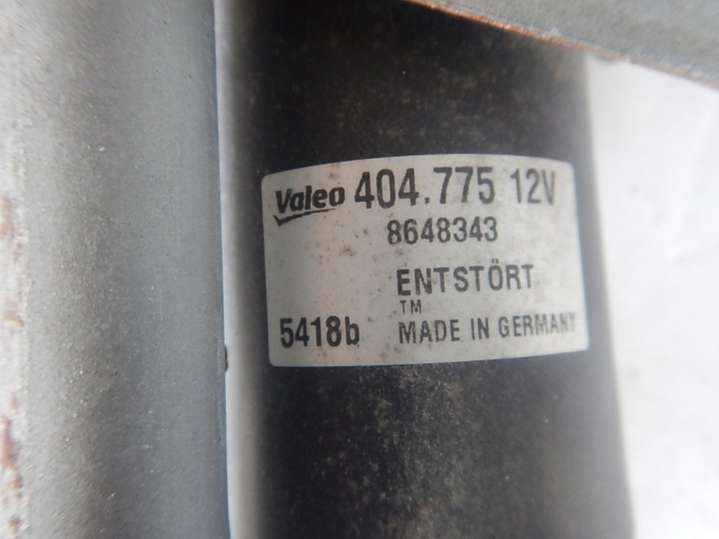 Valeo 404.775 12V
8648343
ENTSTÖRT
TM
5418b MADE IN GERMANY